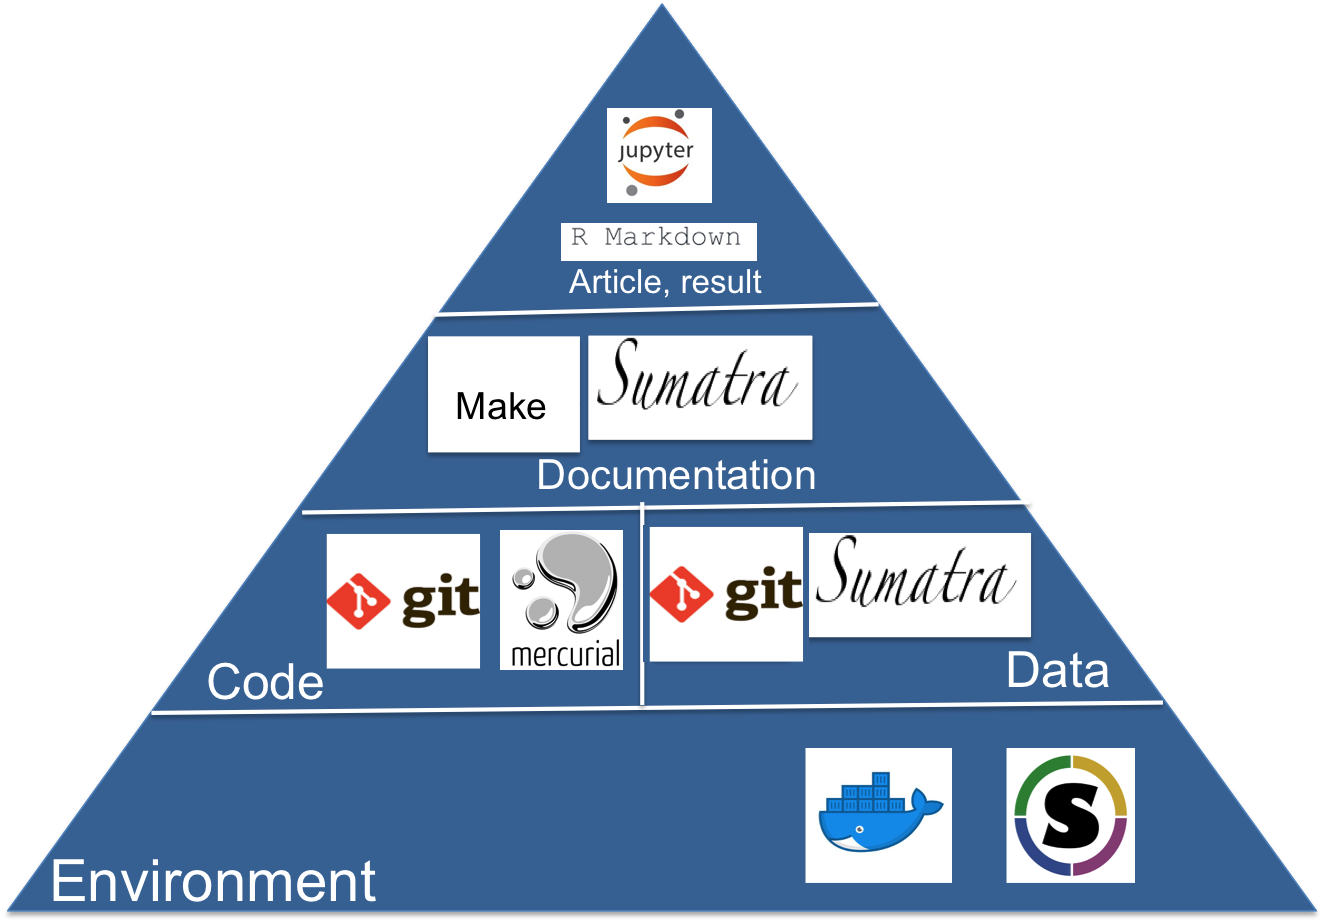 jupyter
R Markdown
Article, result
Make
Sumatra
Documentation
git
mercurial
git
Sumatra
Code
Data
S
Environment